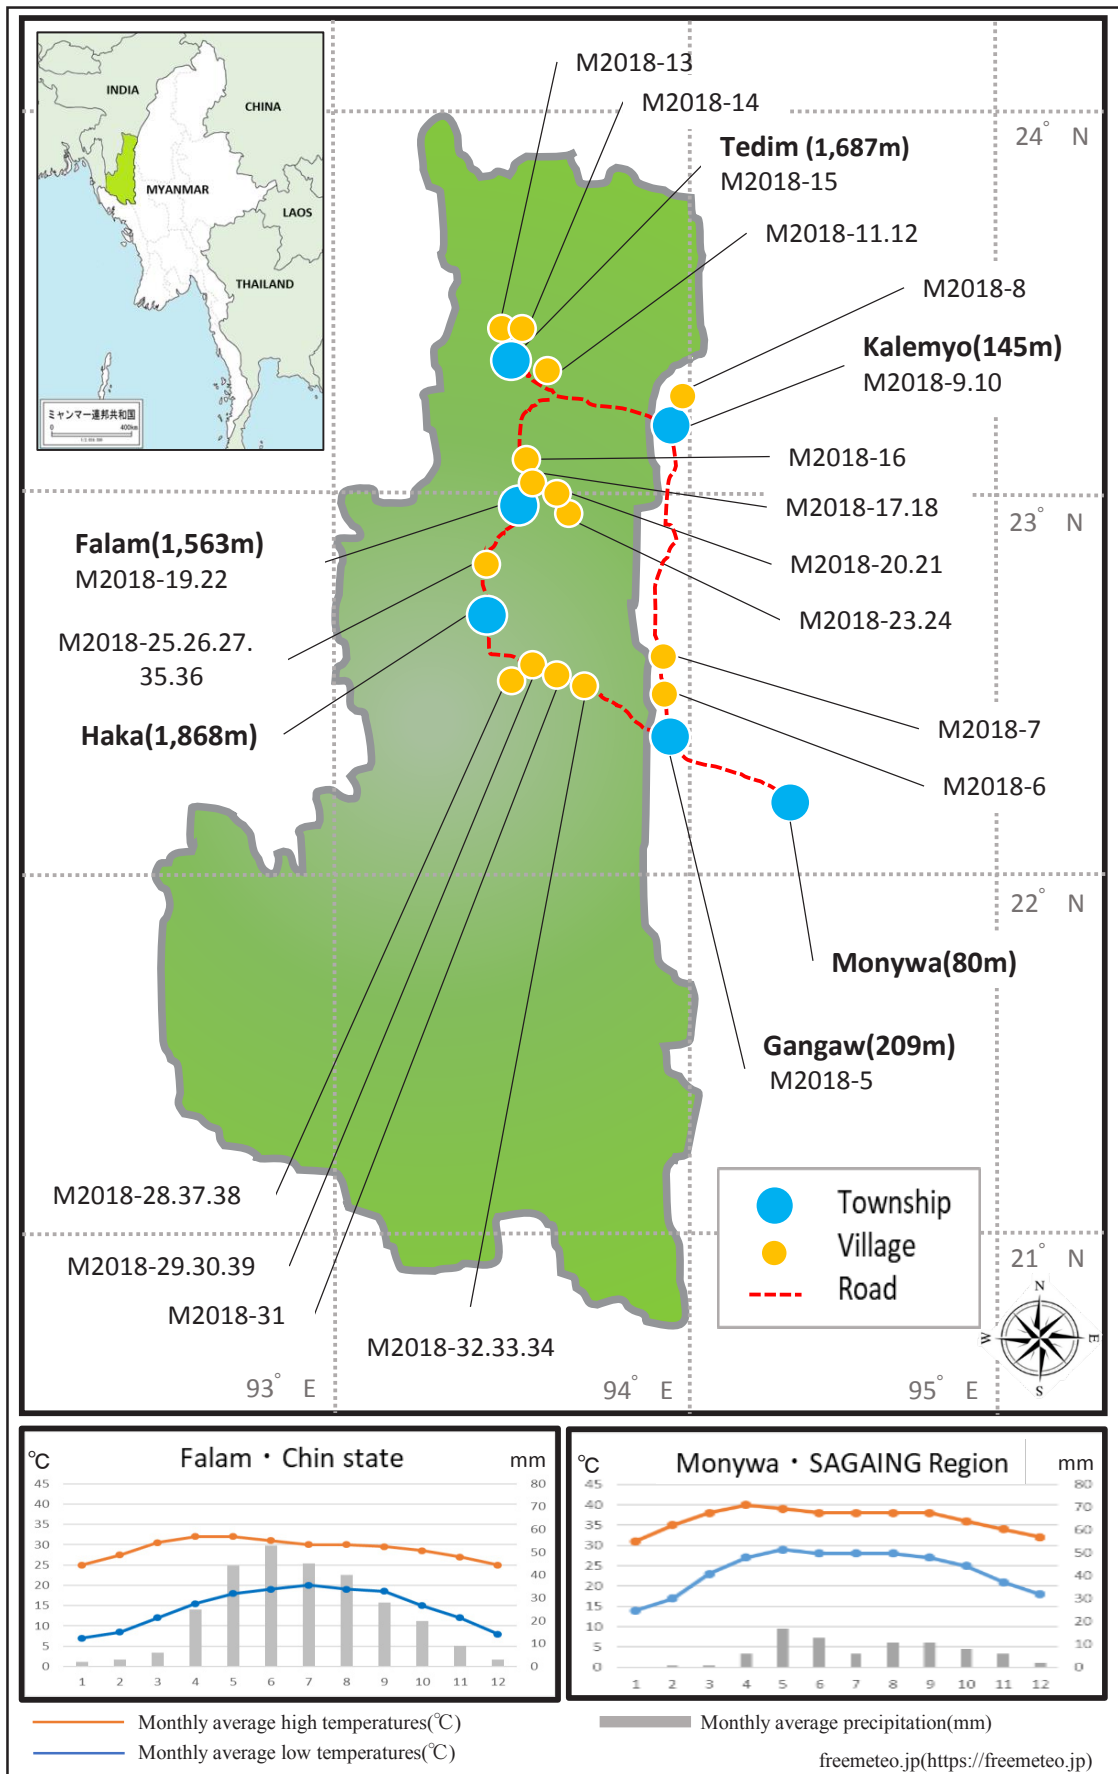 INDIA
CHINA
MYANMAR
LAOS
THAILAND
ミャンマー連邦共和国
0 400km
M2018-13
M2018-14
Tedim (1,687m)
M2018-15
M2018-11.12
M2018-8
Kalemyo(145m)
M2018-9.10
M2018-16
M2018-17.18
M2018-20.21
M2018-23.24
Falam(1,563m)
M2018-19.22
M2018-25.26.27.
35.36
Haka(1,868m)
M2018-7
M2018-6
Monywa(80m)
Gangaw(209m)
M2018-5
M2018-28.37.38
M2018-29.30.39
M2018-31
M2018-32.33.34
24° N
23° N
22° N
21° N
93° E
94° E
95° E
Township
Village
Road
N
W E
S
Falam・Chin state
℃ mm
45 80
40 70
35 60
30 50
25 40
20 30
15 20
10 10
5 0
0
1 2 3 4 5 6 7 8 9 10 11 12
Monywa・SAGAING Region
℃ mm
45 80
40 70
35 60
30 50
25 40
20 30
15 20
10 10
5 0
0
1 2 3 4 5 6 7 8 9 10 11 12
Monthly average high temperatures(℃)
Monthly average low temperatures(℃)
Monthly average precipitation(mm)
freemeteo.jp(https://freemeteo.jp)